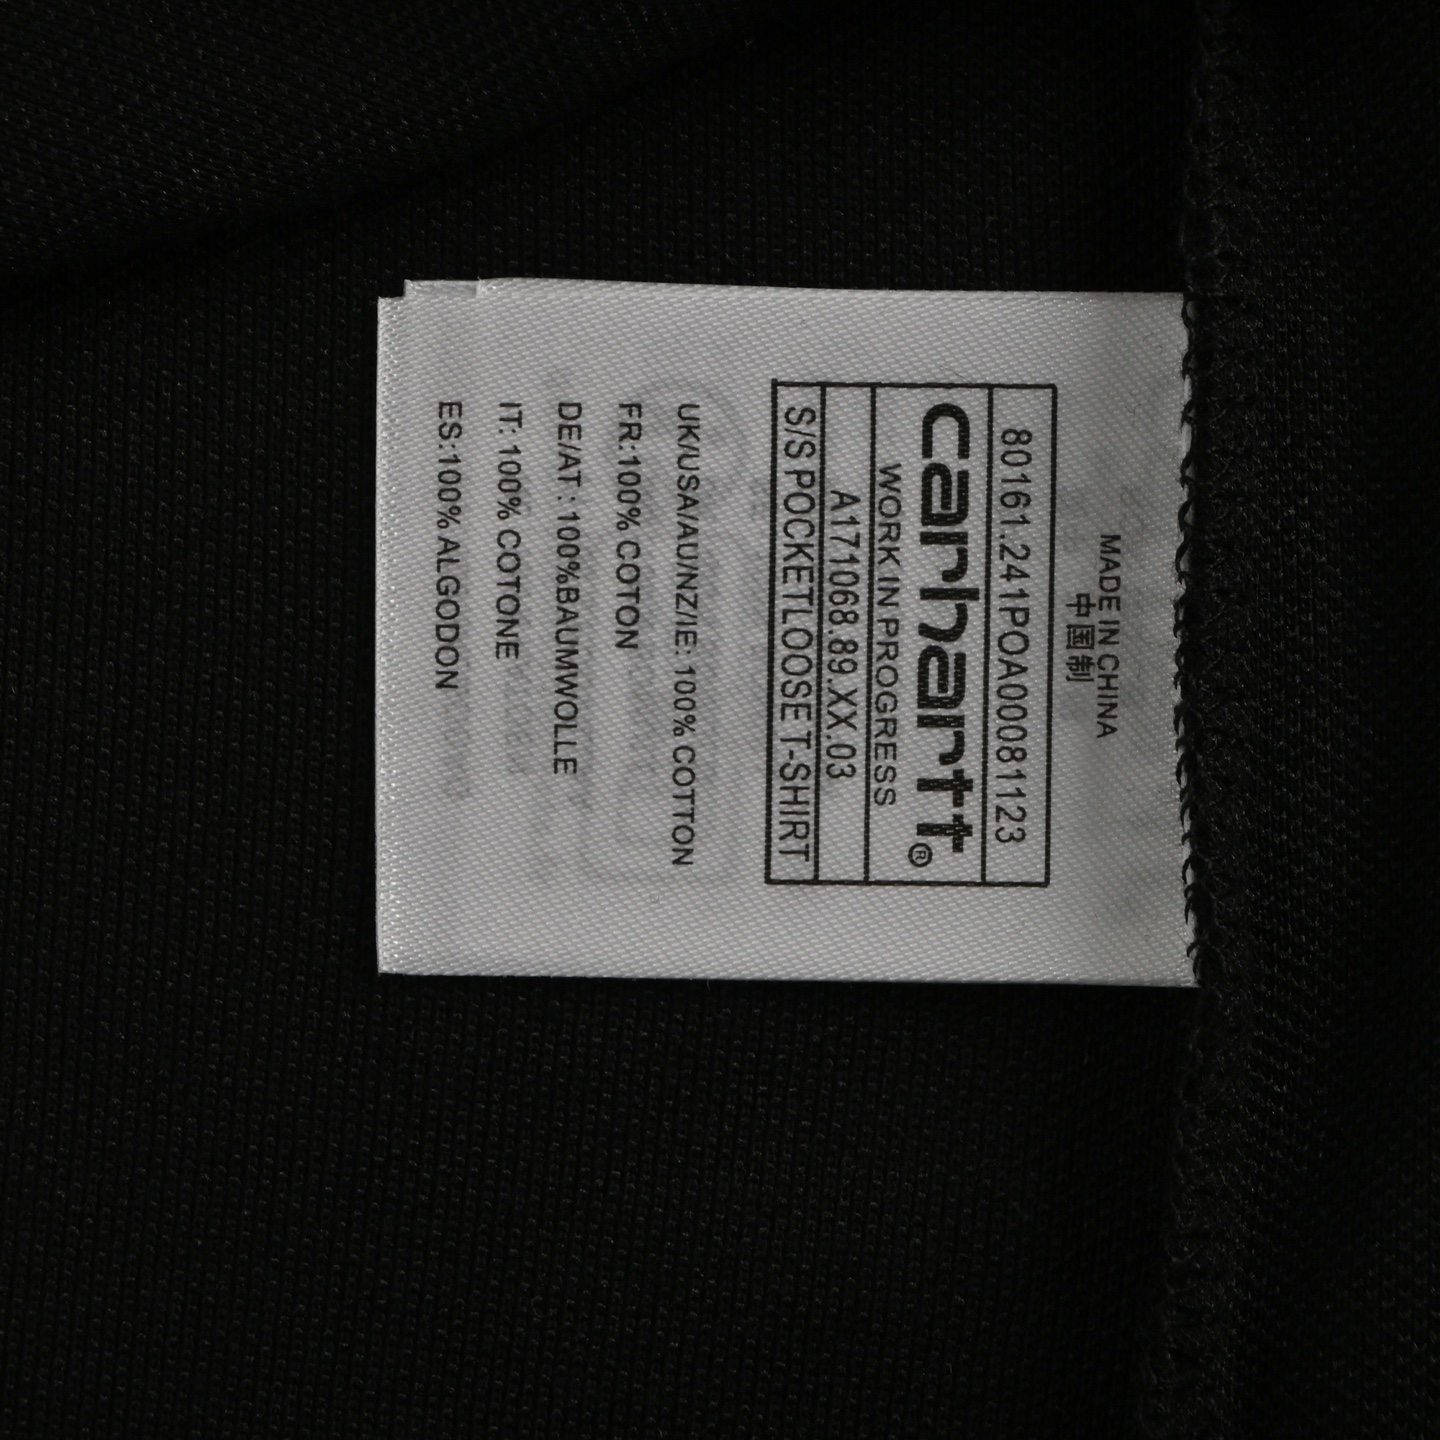 MADE IN CHINA
中国制
80161.241POA00081123
carhartt®
WORK IN PROGRESS
A171068.89.XX.03
S/S POCKETLOOSE T-SHIRT
UK/USA/AU/NZ/IE: 100% COTTON
FR:100% COTON
DE/AT : 100%BAUMWOLLE
IT: 100% COTONE
ES:100% ALGODON